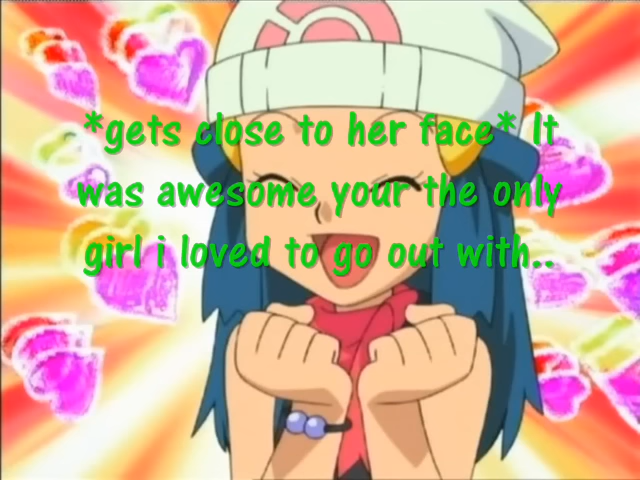 *gets close to her face* It
was awesome your the only
girl i loved to go out with..